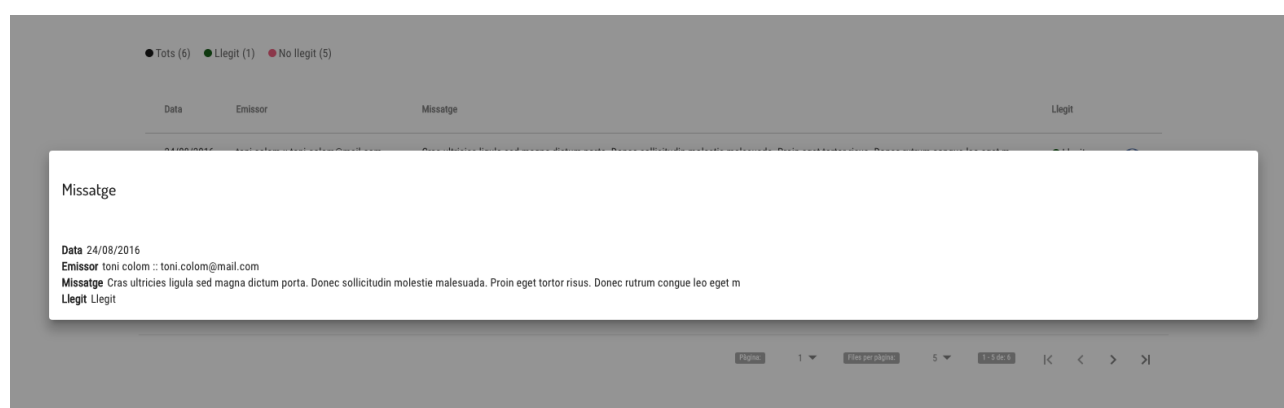 Tots (6) Llegit (1) No llegit (5)
Data Emissor Missatge Llegit
Missatge
Data 24/08/2016
Emissor toni colom :: toni.colom@mail.com
Missatge Cras ultricies ligula sed magna dictum porta. Donec sollicitudin molestie malesuada. Proin eget tortor risus. Donec rutrum congue leo eget m
Llegit Llegit
Pàgina: 1 Files per pàgina: 5 1 - 5 de: 6